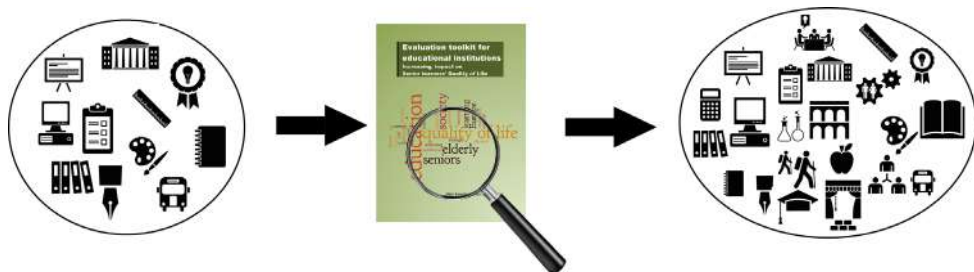 Evaluation toolkit for
educational institutions
Increasing Impact on
Senior learners' Quality of Life
education
society
learning
quality of life
elderly
seniors